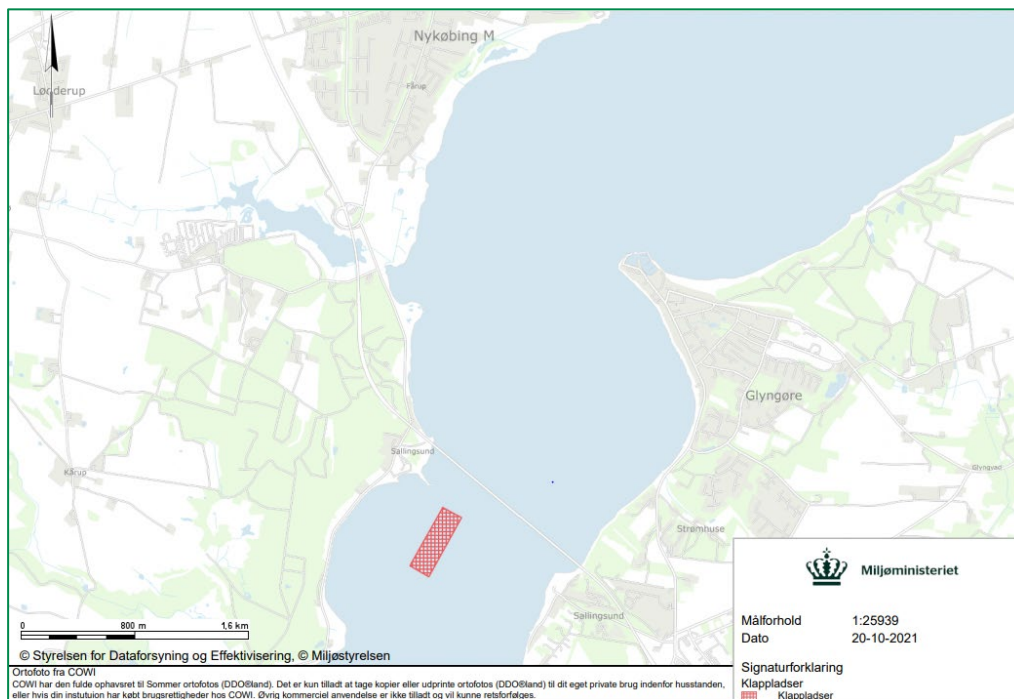 Nykøbing M
Fårup
Lødderup
Glyngøre
Sallingsund
Kårup
Glyngvad
Strømhuse
Sallingsund
0 800 m 1,6 km
© Styrelsen for Dataforsyning og Effektivisering, © Miljøstyrelsen
Ortofoto fra COWI
COWI har den fulde ophavsret til Sommer ortofotos (DDO®land). Det er kun tilladt at tage kopier eller udprinte ortofotos (DDO®land) til dit eget private brug indenfor husstanden,
eller hvis din instutuion har købt brugsrettigheder hos COWI. Øvrig kommerciel anvendelse er ikke tilladt og vil kunne retsforfølges.
Miljøministeriet
Målforhold 1:25939
Dato 20-10-2021
Signaturforklaring
Klappladser
Klappladser